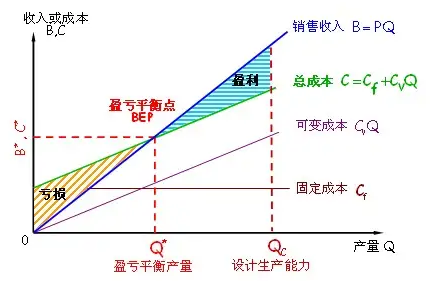 收入或成本
B,C
销售收入 B=PQ
盈利
总成本 C=Cf+CvQ
盈亏平衡点
BEP
可变成本 CvQ
B*, C*
亏损
固定成本 Cf
0
Q*
Qc
产量 Q
盈亏平衡产量
设计生产能力